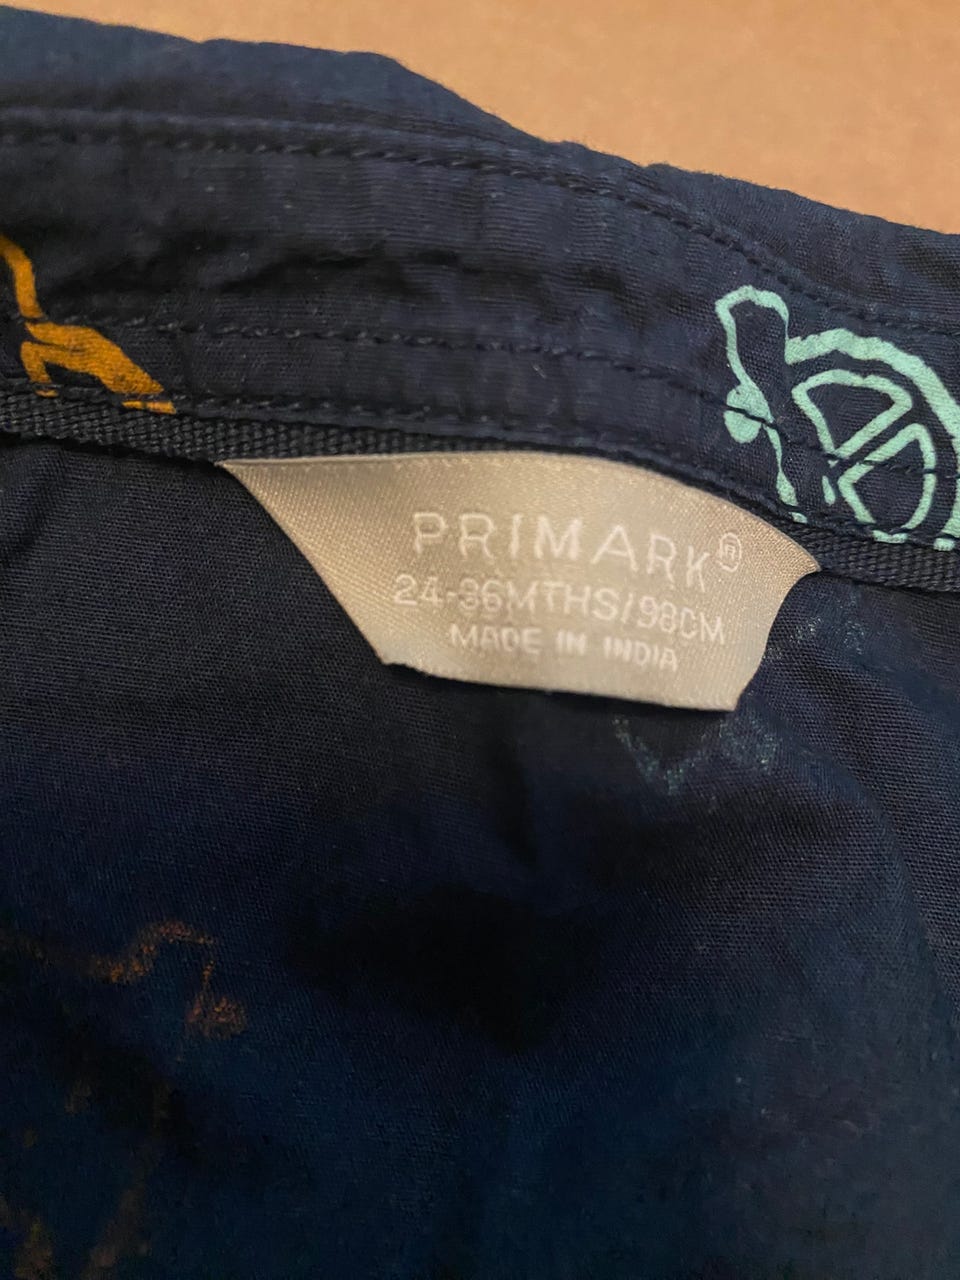 PRIMARK®
24-36MTHS/98CM
MADE IN INDIA